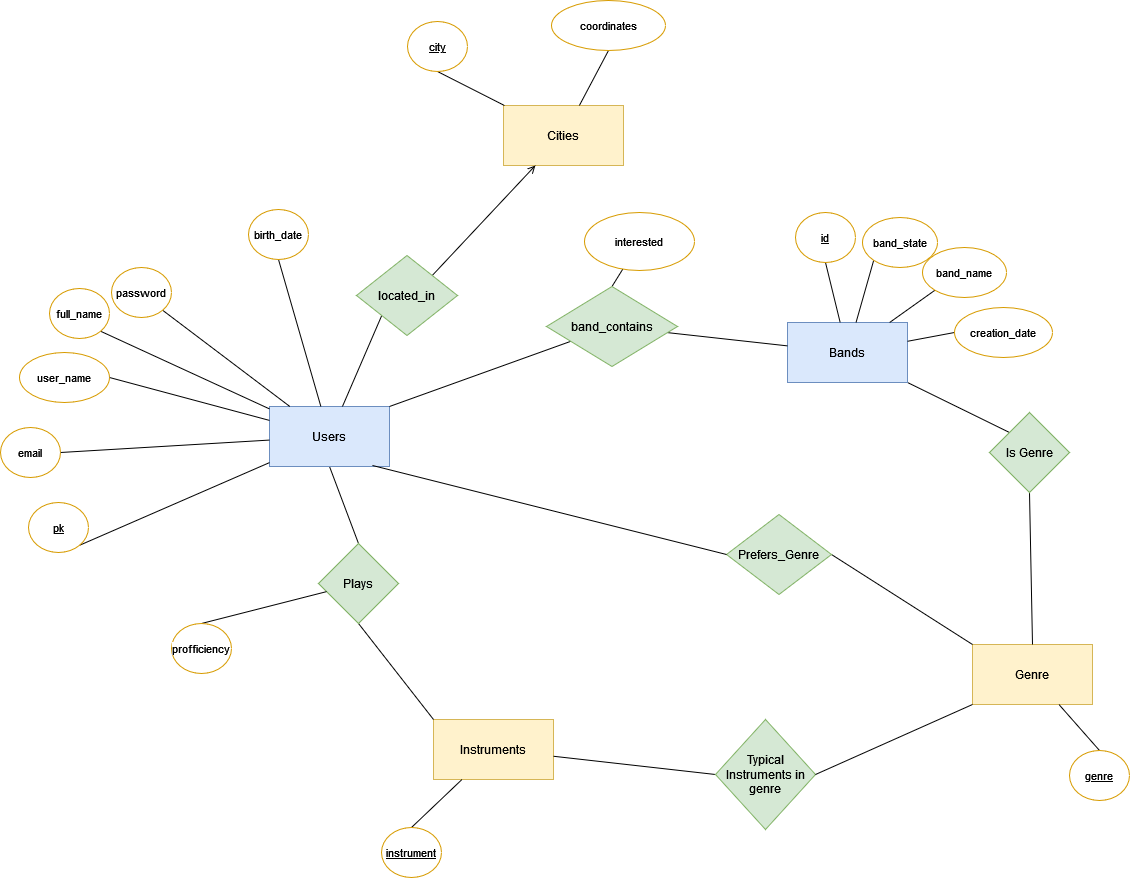 coordinates
city
Cities
birth_date
id
band_state
interested
band_name
password
located_in
full_name
band_contains
creation_date
Bands
user_name
Users
email
Is Genre
pk
Prefers_Genre
Plays
profficiency
Genre
Instruments
Typical
Instruments in
genre
genre
instrument